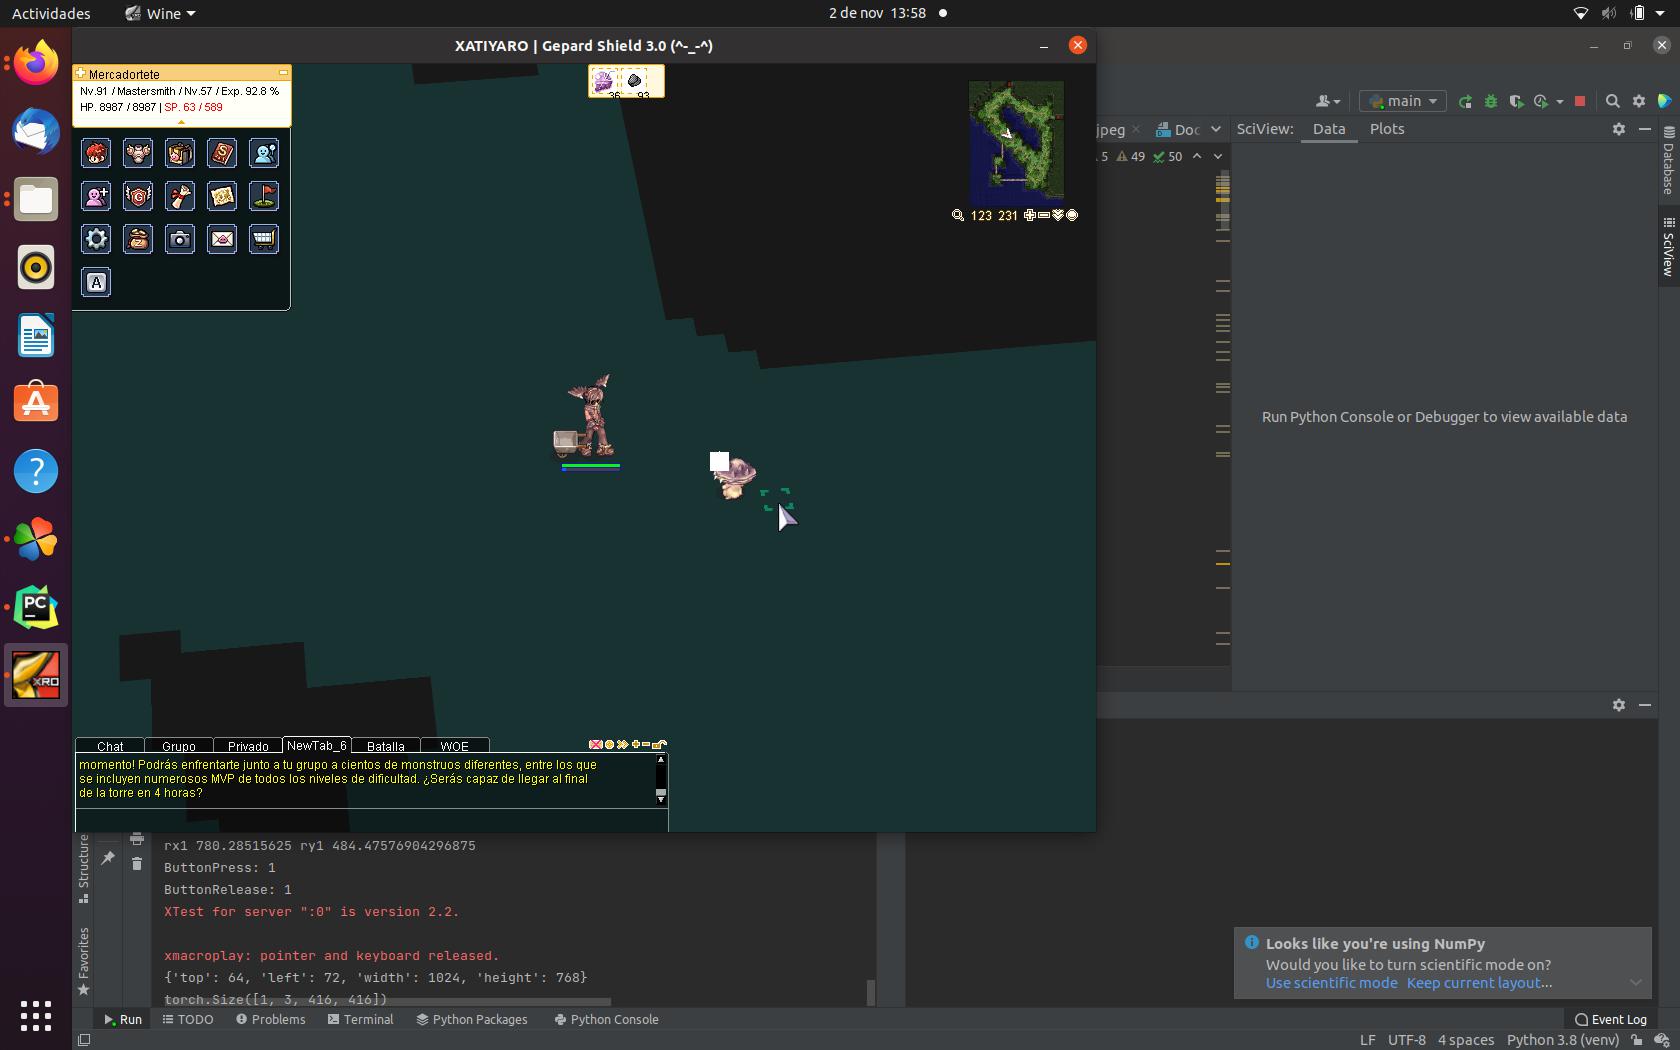 Actividades
Wine
2 de nov 13:58
XATIYARO | Gepard Shield 3.0 (^-_-^)
Mercadortete
Nv.91 / Mastersmith / Nv.57 / Exp. 92.8 %
HP. 8987 / 8987 | SP. 63 / 589
36
93
A
123 231
main
jpeg
Doc
SciView:
Data
Plots
5
49
50
Database
SciView
Run Python Console or Debugger to view available data
PC
XRO
Chat
Grupo
Privado
NewTab_6
Batalla
WOE
momento! Podrás enfrentarte junto a tu grupo a cientos de monstruos diferentes, entre los que
se incluyen numerosos MVP de todos los niveles de dificultad. ¿Serás capaz de llegar al final
de la torre en 4 horas?
Structure
Favorites
rx1 780.28515625 ry1 484.47576904296875
ButtonPress: 1
ButtonRelease: 1
XTest for server ":0" is version 2.2.
xmacroplay: pointer and keyboard released.
{'top': 64, 'left': 72, 'width': 1024, 'height': 768}
torch.Size([1, 3, 416, 416])
Looks like you're using NumPy
Would you like to turn scientific mode on?
Use scientific mode Keep current layout...
Run
TODO
Problems
Terminal
Python Packages
Python Console
Event Log
LF UTF-8 4 spaces Python 3.8 (venv)